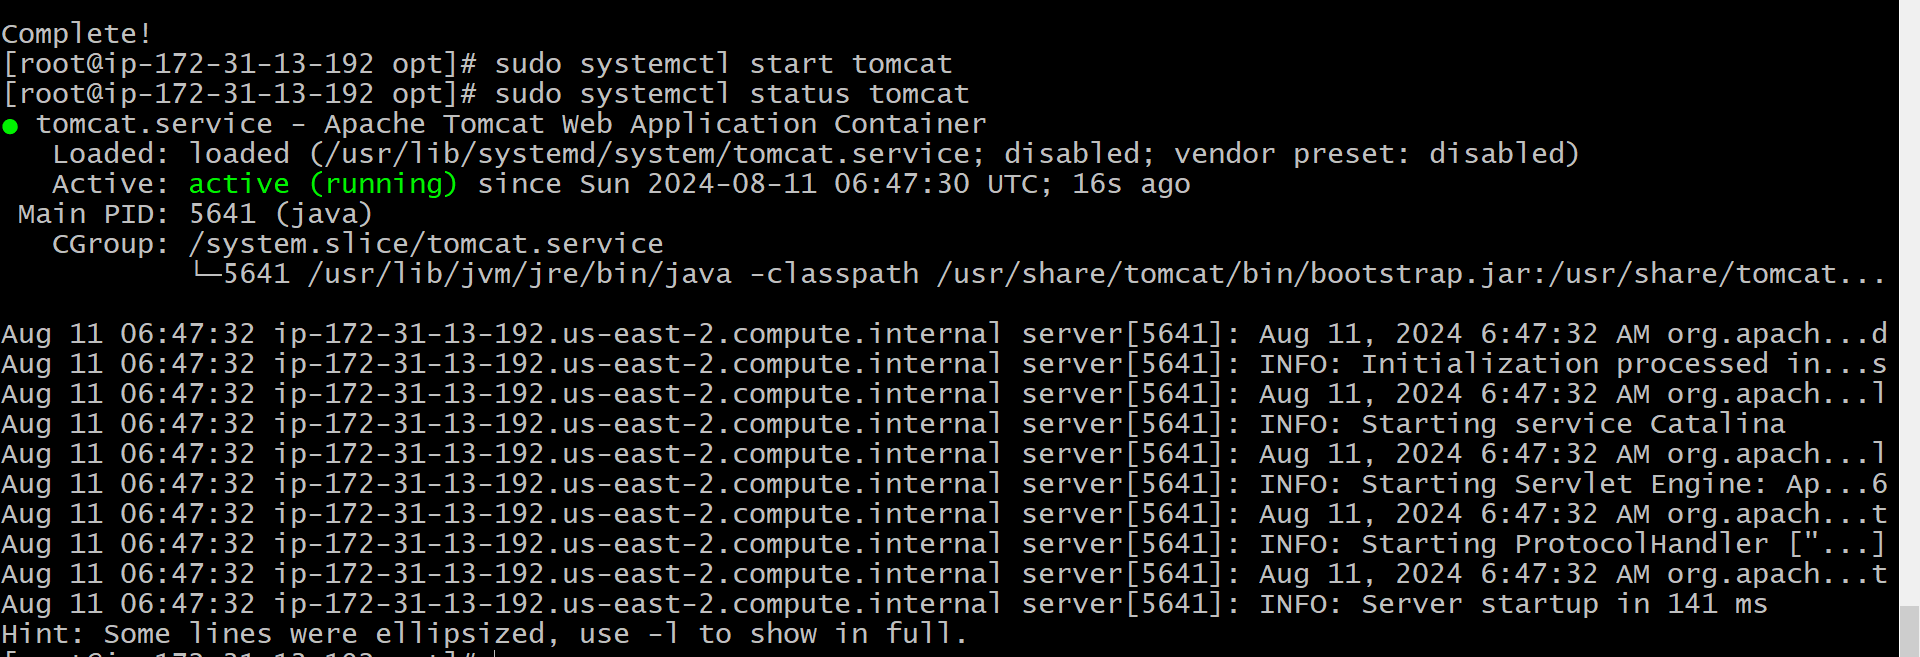 Complete!
[root@ip-172-31-13-192 opt]# sudo systemctl start tomcat
[root@ip-172-31-13-192 opt]# sudo systemctl status tomcat
● tomcat.service - Apache Tomcat Web Application Container
   Loaded: loaded (/usr/lib/systemd/system/tomcat.service; disabled; vendor preset: disabled)
   Active: active (running) since Sun 2024-08-11 06:47:30 UTC; 16s ago
 Main PID: 5641 (java)
   CGroup: /system.slice/tomcat.service
           └─5641 /usr/lib/jvm/jre/bin/java -classpath /usr/share/tomcat/bin/bootstrap.jar:/usr/share/tomcat...
Aug 11 06:47:32 ip-172-31-13-192.us-east-2.compute.internal server[5641]: Aug 11, 2024 6:47:32 AM org.apach...d
Aug 11 06:47:32 ip-172-31-13-192.us-east-2.compute.internal server[5641]: INFO: Initialization processed in...s
Aug 11 06:47:32 ip-172-31-13-192.us-east-2.compute.internal server[5641]: Aug 11, 2024 6:47:32 AM org.apach...l
Aug 11 06:47:32 ip-172-31-13-192.us-east-2.compute.internal server[5641]: INFO: Starting service Catalina
Aug 11 06:47:32 ip-172-31-13-192.us-east-2.compute.internal server[5641]: Aug 11, 2024 6:47:32 AM org.apach...l
Aug 11 06:47:32 ip-172-31-13-192.us-east-2.compute.internal server[5641]: INFO: Starting Servlet Engine: Ap...6
Aug 11 06:47:32 ip-172-31-13-192.us-east-2.compute.internal server[5641]: Aug 11, 2024 6:47:32 AM org.apach...t
Aug 11 06:47:32 ip-172-31-13-192.us-east-2.compute.internal server[5641]: INFO: Starting ProtocolHandler ["...]
Aug 11 06:47:32 ip-172-31-13-192.us-east-2.compute.internal server[5641]: Aug 11, 2024 6:47:32 AM org.apach...t
Aug 11 06:47:32 ip-172-31-13-192.us-east-2.compute.internal server[5641]: INFO: Server startup in 141 ms
Hint: Some lines were ellipsized, use -l to show in full.
[root@ip-172-31-13-192 opt]#